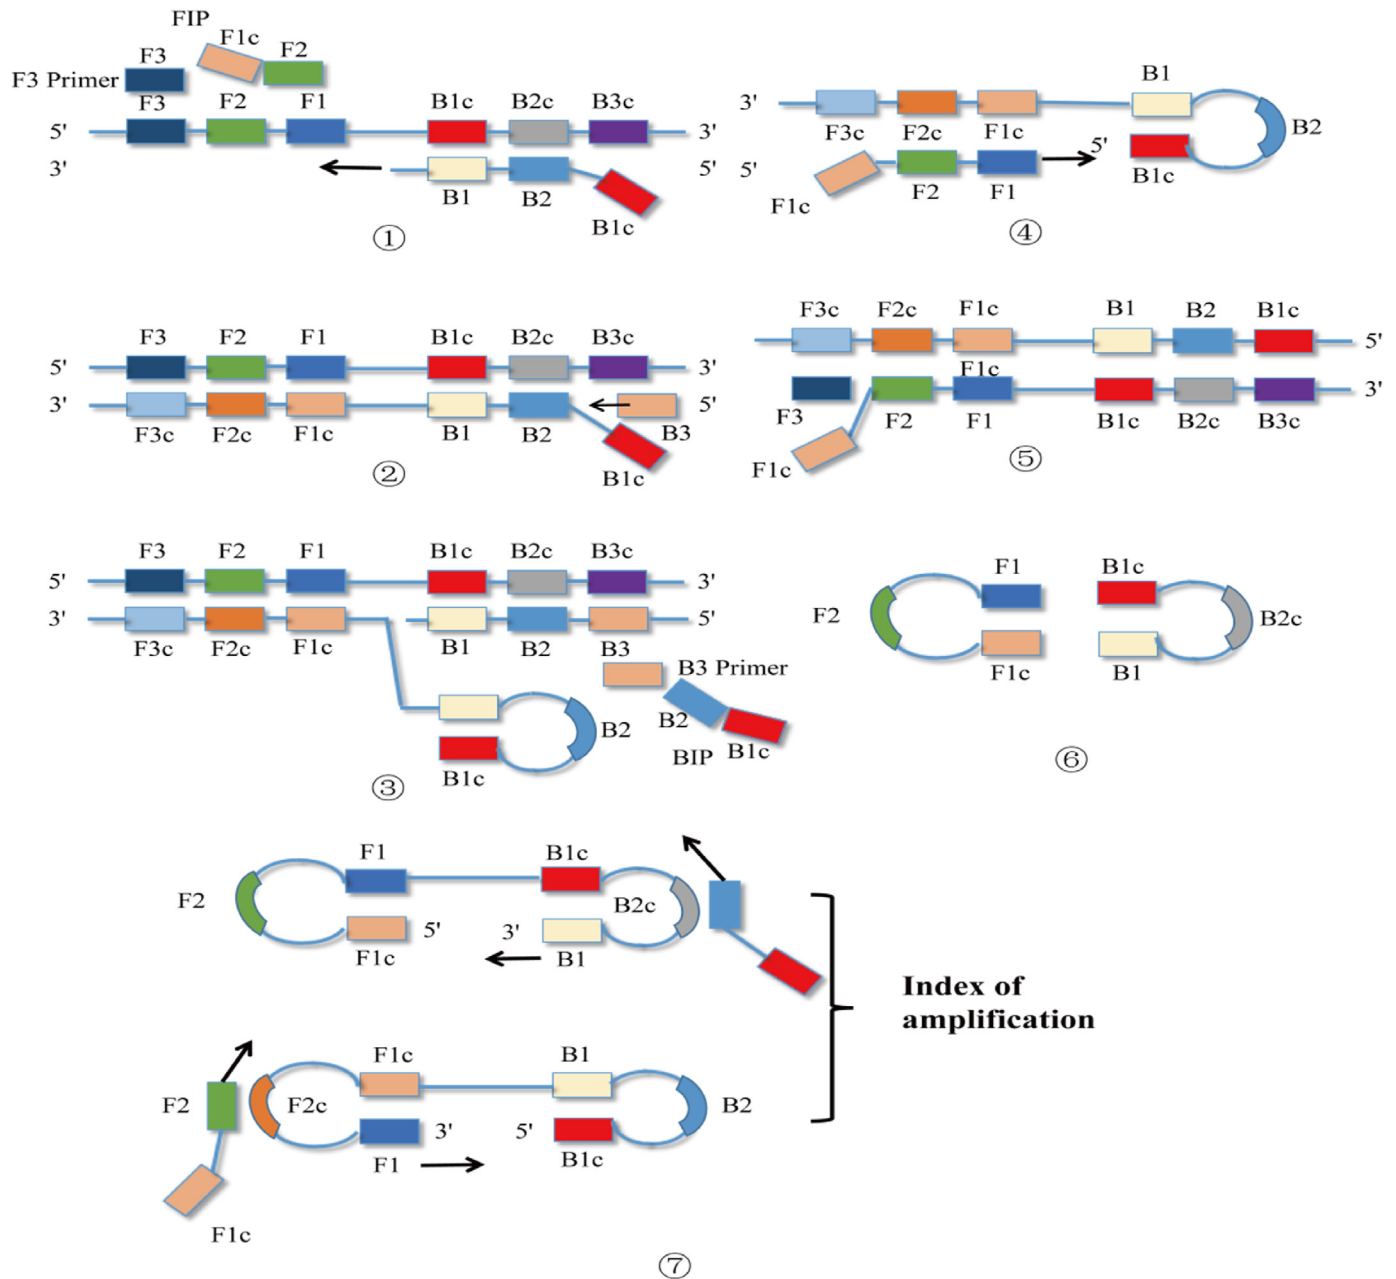 FIP
F1c
F2
F3
F3 Primer
F3 F2 F1 B1c B2c B3c
5' 3'
3' 5'
B1 B2
B1c
①
B1
3'
B2
F3c F2c F1c
5'
5'
B1c
F2 F1
F1c
④
F3 F2 F1 B1c B2c B3c
5' 3'
3' 5'
F3c F2c F1c B1 B2 B3
B1c
②
F3c F2c F1c B1 B2 B1c
5'
F1c
3'
F3 F2 F1 B1c B2c B3c
F1c
⑤
F3 F2 F1 B1c B2c B3c
5' 3'
3' 5'
F3c F2c F1c B1 B2 B3
B3 Primer
B2
B2
B1c
BIP
B1c
③
F1 B1c
F2 B2c
F1c B1
⑥
F1 B1c
F2 B2c
5' 3'
F1c B1
Index of
amplification
F1c B1
F2 F2c B2
3' 5'
F1 B1c
F1c
⑦